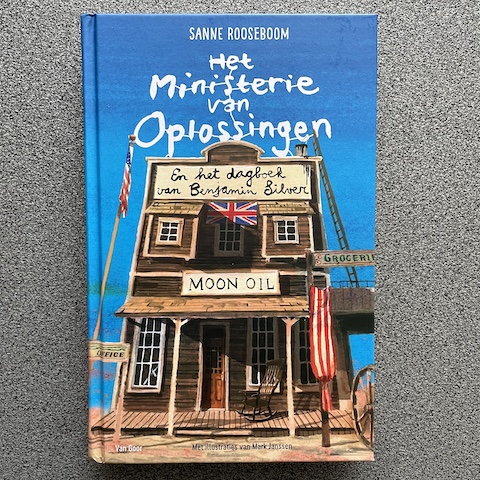 SANNE ROOSEBOOM
Het
Ministerie
van
Oplossingen
En het dagboek
van Benjamin Silver
MOON OIL
GROCERIE
OFFICE
Van Goor
Met illustraties van Mark Janssen